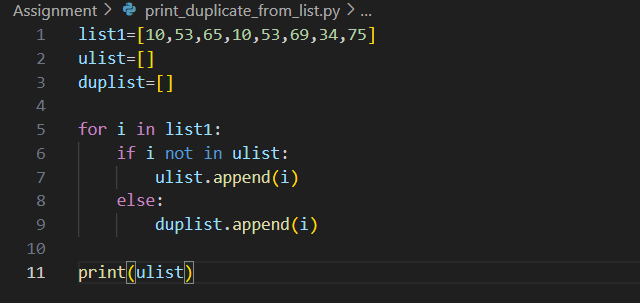 Assignment > print_duplicate_from_list.py > ...
1 list1=[10,53,65,10,53,69,34,75]
2 ulist=[]
3 duplist=[]
4
5 for i in list1:
6     if i not in ulist:
7         ulist.append(i)
8     else:
9         duplist.append(i)
10
11 print(ulist)